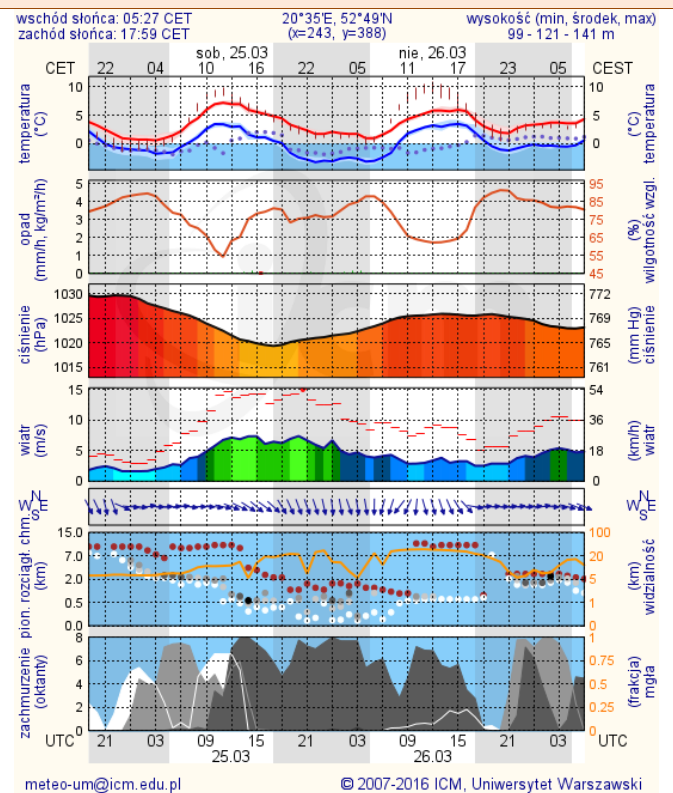 wschód słońca: 05:27 CET 20°35'E, 52°49'N wysokość (min, środek, max)
zachód słońca: 17:59 CET (x=243, y=388) 99 - 121 - 141 m
sob, 25.03 nie, 26.03
CET 22 04 10 16 22 05 11 17 23 05 CEST
temperatura
(°C)
10
5
0
10
5
0
(°C)
temperatura
opad
(mm/h, kg/m²/h)
5
4
3
2
1
0
95
85
75
65
55
45
(%)
wilgotność wzgl.
ciśnienie
(hPa)
1030
1025
1020
1015
772
769
765
761
(mm Hg)
ciśnienie
wiatr
(m/s)
15
10
5
0
54
36
18
0
(km/h)
wiatr
N
W E
S
N
W E
S
pion. rozciągł. chm.
(km)
15.0
7.0
2.0
0.5
0.0
100
20
5
1
0
(km)
widzialność
zachmurzenie
(oktanty)
8
6
4
2
0
1
0.75
0.5
0.25
0
(frakcja)
mgła
UTC 21 03 09 15 21 03 09 15 21 03 UTC
25.03 26.03
meteo-um@icm.edu.pl © 2007-2016 ICM, Uniwersytet Warszawski